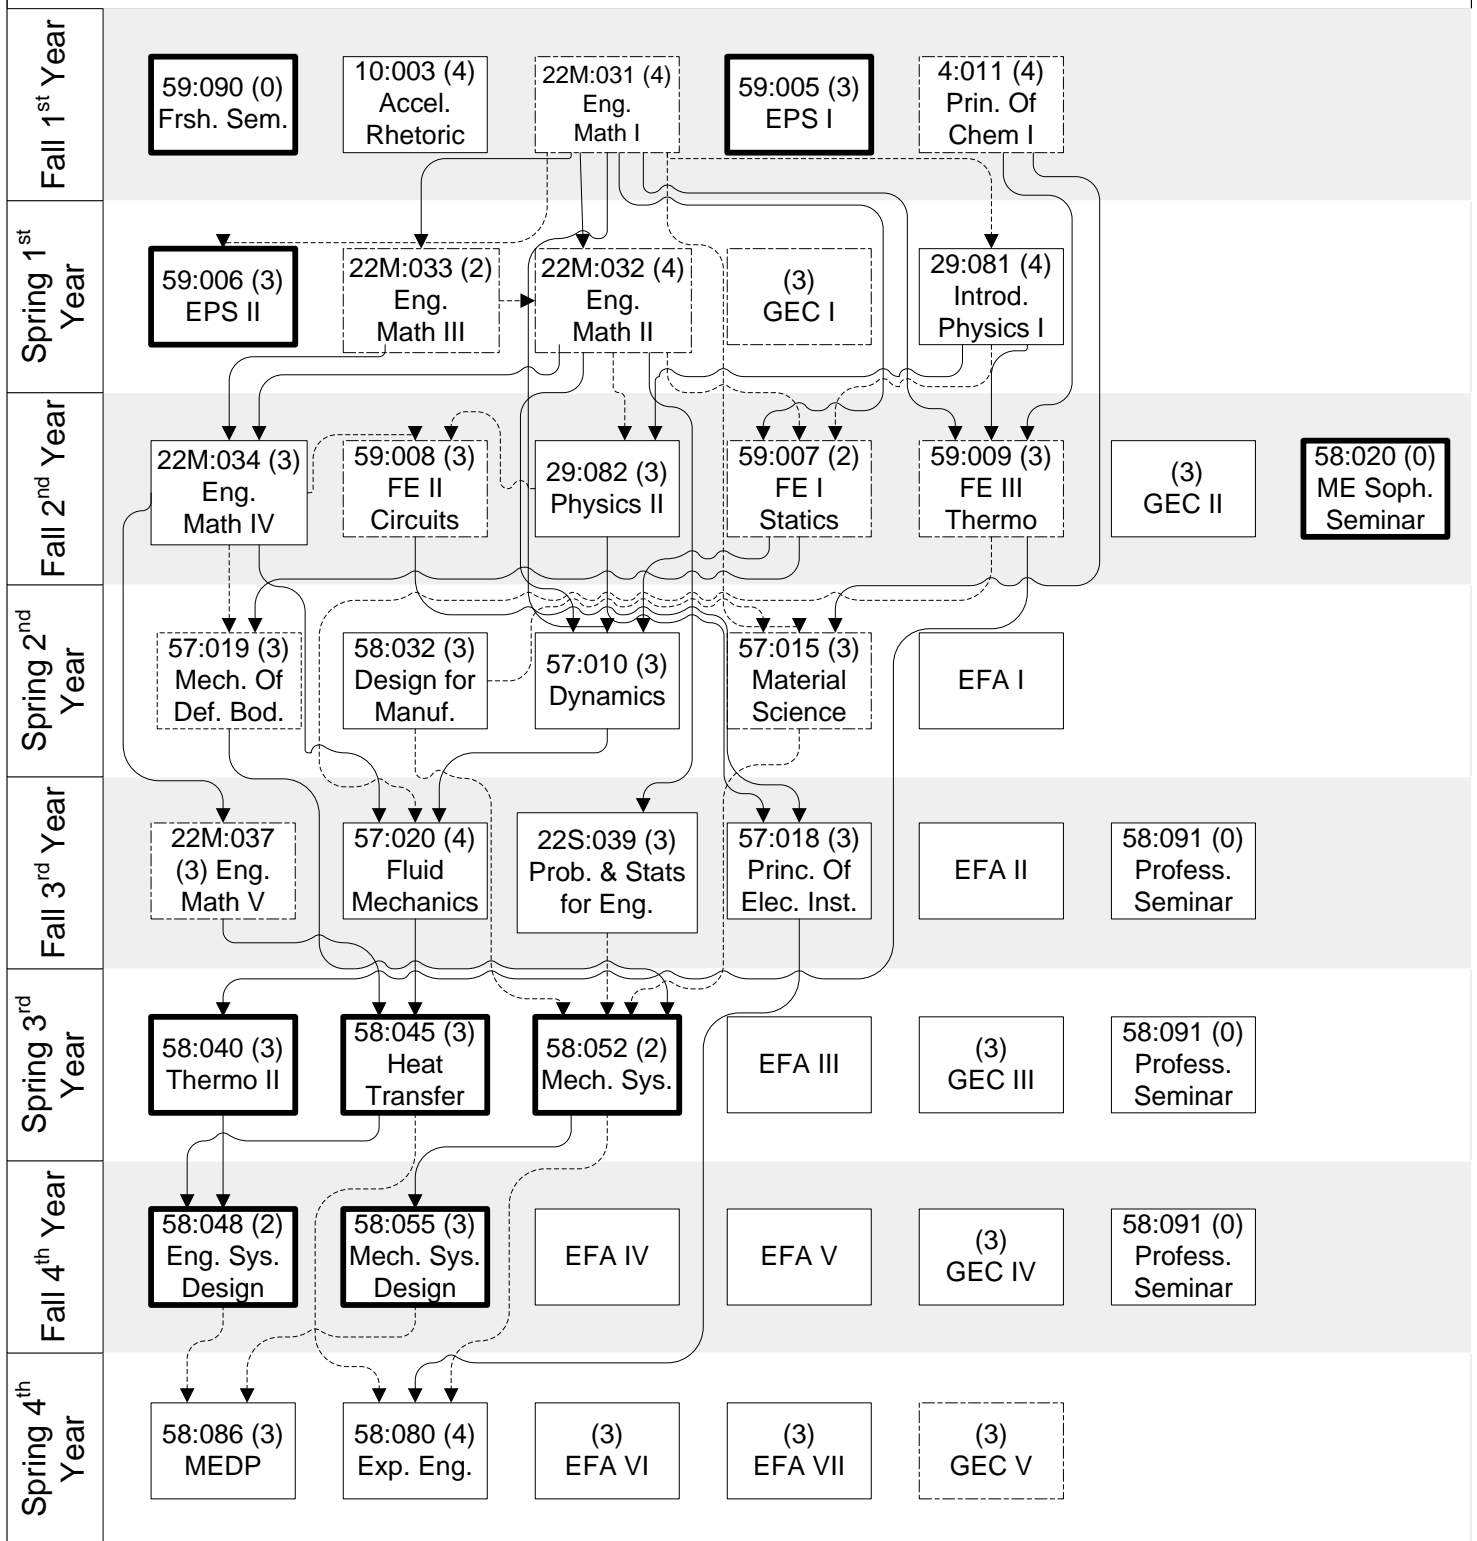 Fall 1st Year
59:090 (0)
Frsh. Sem.
10:003 (4)
Accel.
Rhetoric
22M:031 (4)
Eng.
Math I
59:005 (3)
EPS I
4:011 (4)
Prin. Of
Chem I
Spring 1st
Year
59:006 (3)
EPS II
22M:033 (2)
Eng.
Math III
22M:032 (4)
Eng.
Math II
(3)
GEC I
29:081 (4)
Introd.
Physics I
Fall 2nd Year
22M:034 (3)
Eng.
Math IV
59:008 (3)
FE II
Circuits
29:082 (3)
Physics II
59:007 (2)
FE I
Statics
59:009 (3)
FE III
Thermo
(3)
GEC II
58:020 (0)
ME Soph.
Seminar
Spring 2nd
Year
57:019 (3)
Mech. Of
Def. Bod.
58:032 (3)
Design for
Manuf.
57:010 (3)
Dynamics
57:015 (3)
Material
Science
EFA I
Fall 3rd Year
22M:037
(3) Eng.
Math V
57:020 (4)
Fluid
Mechanics
22S:039 (3)
Prob. & Stats
for Eng.
57:018 (3)
Princ. Of
Elec. Inst.
EFA II
58:091 (0)
Profess.
Seminar
Spring 3rd
Year
58:040 (3)
Thermo II
58:045 (3)
Heat
Transfer
58:052 (2)
Mech. Sys.
EFA III
(3)
GEC III
58:091 (0)
Profess.
Seminar
Fall 4th Year
58:048 (2)
Eng. Sys.
Design
58:055 (3)
Mech. Sys.
Design
EFA IV
EFA V
(3)
GEC IV
58:091 (0)
Profess.
Seminar
Spring 4th
Year
58:086 (3)
MEDP
58:080 (4)
Exp. Eng.
(3)
EFA VI
(3)
EFA VII
(3)
GEC V